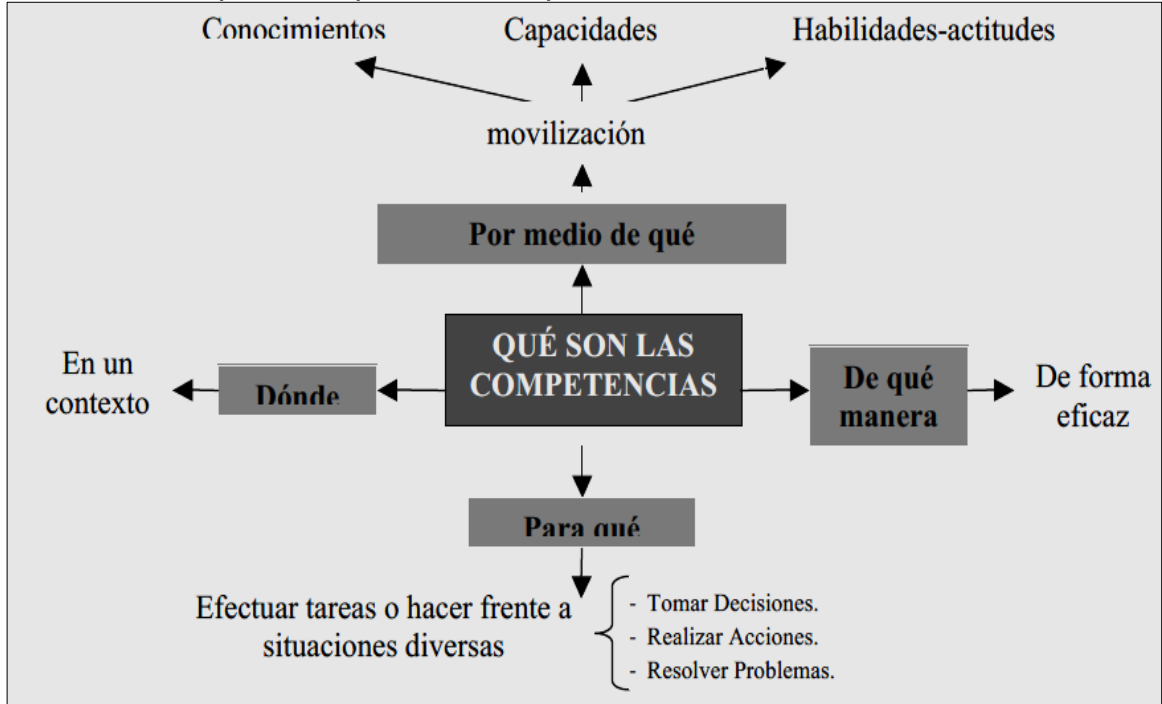 Conocimientos
Capacidades
Habilidades-actitudes
movilización
Por medio de qué
QUÉ SON LAS
COMPETENCIAS
En un
contexto
Dónde
De qué
manera
De forma
eficaz
Para qué
Efectuar tareas o hacer frente a
situaciones diversas
- Tomar Decisiones.
- Realizar Acciones.
- Resolver Problemas.